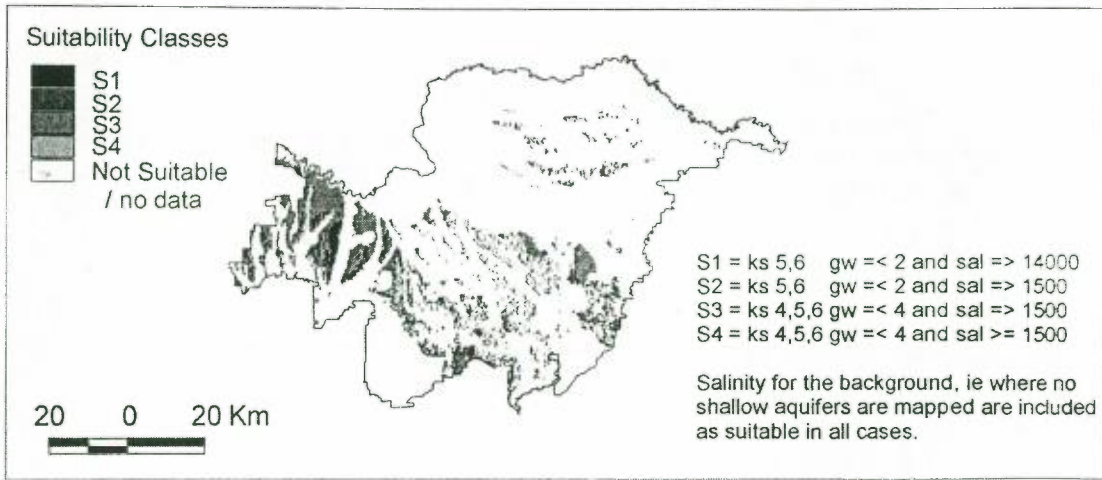 Suitability Classes
S1
S2
S3
S4
Not Suitable
/ no data
S1 = ks 5,6 gw =< 2 and sal => 14000
S2 = ks 5,6 gw =< 2 and sal => 1500
S3 = ks 4,5,6 gw =< 4 and sal => 1500
S4 = ks 4,5,6 gw =< 4 and sal >= 1500
Salinity for the background, ie where no
shallow aquifers are mapped are included
as suitable in all cases.
20 0 20 Km